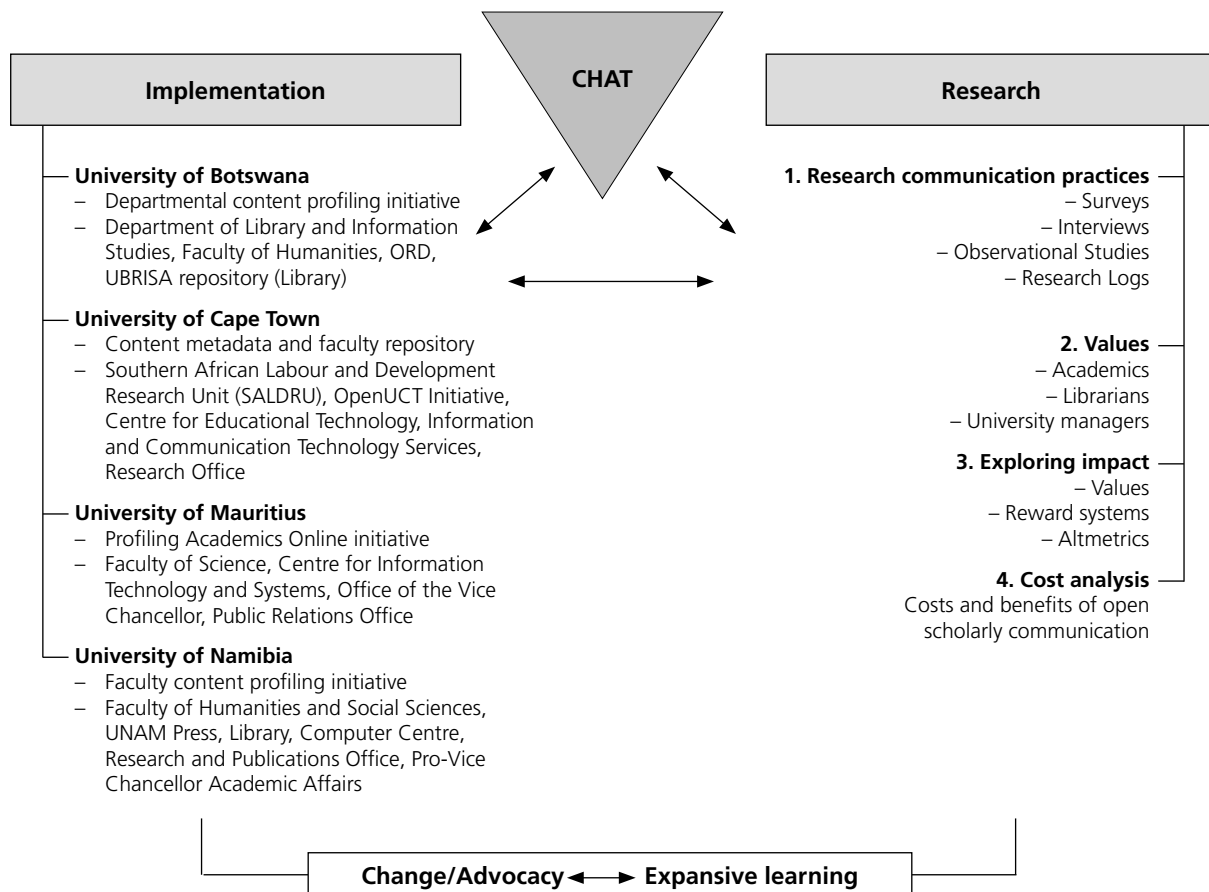 CHAT
Implementation
University of Botswana
– Departmental content profiling initiative
– Department of Library and Information
Studies, Faculty of Humanities, ORD,
UBRISA repository (Library)
University of Cape Town
– Content metadata and faculty repository
– Southern African Labour and Development
Research Unit (SALDRU), OpenUCT Initiative,
Centre for Educational Technology, Information
and Communication Technology Services,
Research Office
University of Mauritius
– Profiling Academics Online initiative
– Faculty of Science, Centre for Information
Technology and Systems, Office of the Vice
Chancellor, Public Relations Office
University of Namibia
– Faculty content profiling initiative
– Faculty of Humanities and Social Sciences,
UNAM Press, Library, Computer Centre,
Research and Publications Office, Pro-Vice
Chancellor Academic Affairs
Research
1. Research communication practices
– Surveys
– Interviews
– Observational Studies
– Research Logs
2. Values
– Academics
– Librarians
– University managers
3. Exploring impact
– Values
– Reward systems
– Altmetrics
4. Cost analysis
Costs and benefits of open
scholarly communication
Change/Advocacy Expansive learning